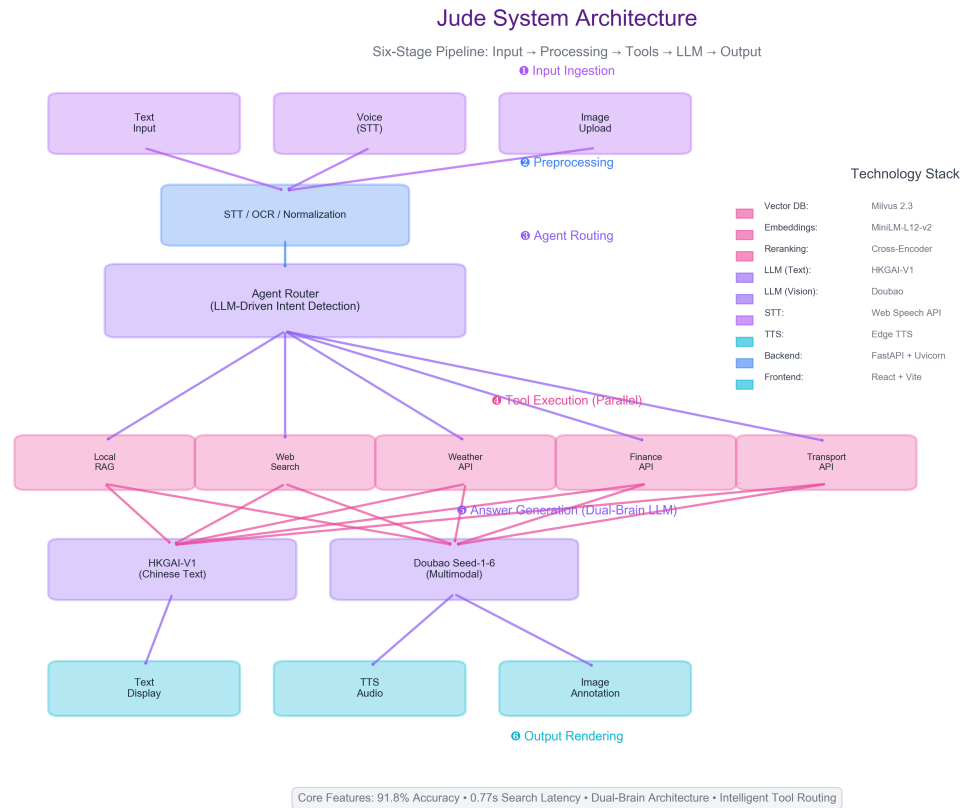 Jude System Architecture
Six-Stage Pipeline: Input → Processing → Tools → LLM → Output
❶ Input Ingestion
Text
Input
Voice
(STT)
Image
Upload
❷ Preprocessing
STT / OCR / Normalization
❸ Agent Routing
Agent Router
(LLM-Driven Intent Detection)
Technology Stack
Vector DB: Milvus 2.3
Embeddings: MiniLM-L12-v2
Reranking: Cross-Encoder
LLM (Text): HKGAI-V1
LLM (Vision): Doubao
STT: Web Speech API
TTS: Edge TTS
Backend: FastAPI + Uvicorn
Frontend: React + Vite
❹ Tool Execution (Parallel)
Local
RAG
Web
Search
Weather
API
Finance
API
Transport
API
❺ Answer Generation (Dual-Brain LLM)
HKGAI-V1
(Chinese Text)
Doubao Seed-1-6
(Multimodal)
Text
Display
TTS
Audio
Image
Annotation
❻ Output Rendering
Core Features: 91.8% Accuracy • 0.77s Search Latency • Dual-Brain Architecture • Intelligent Tool Routing